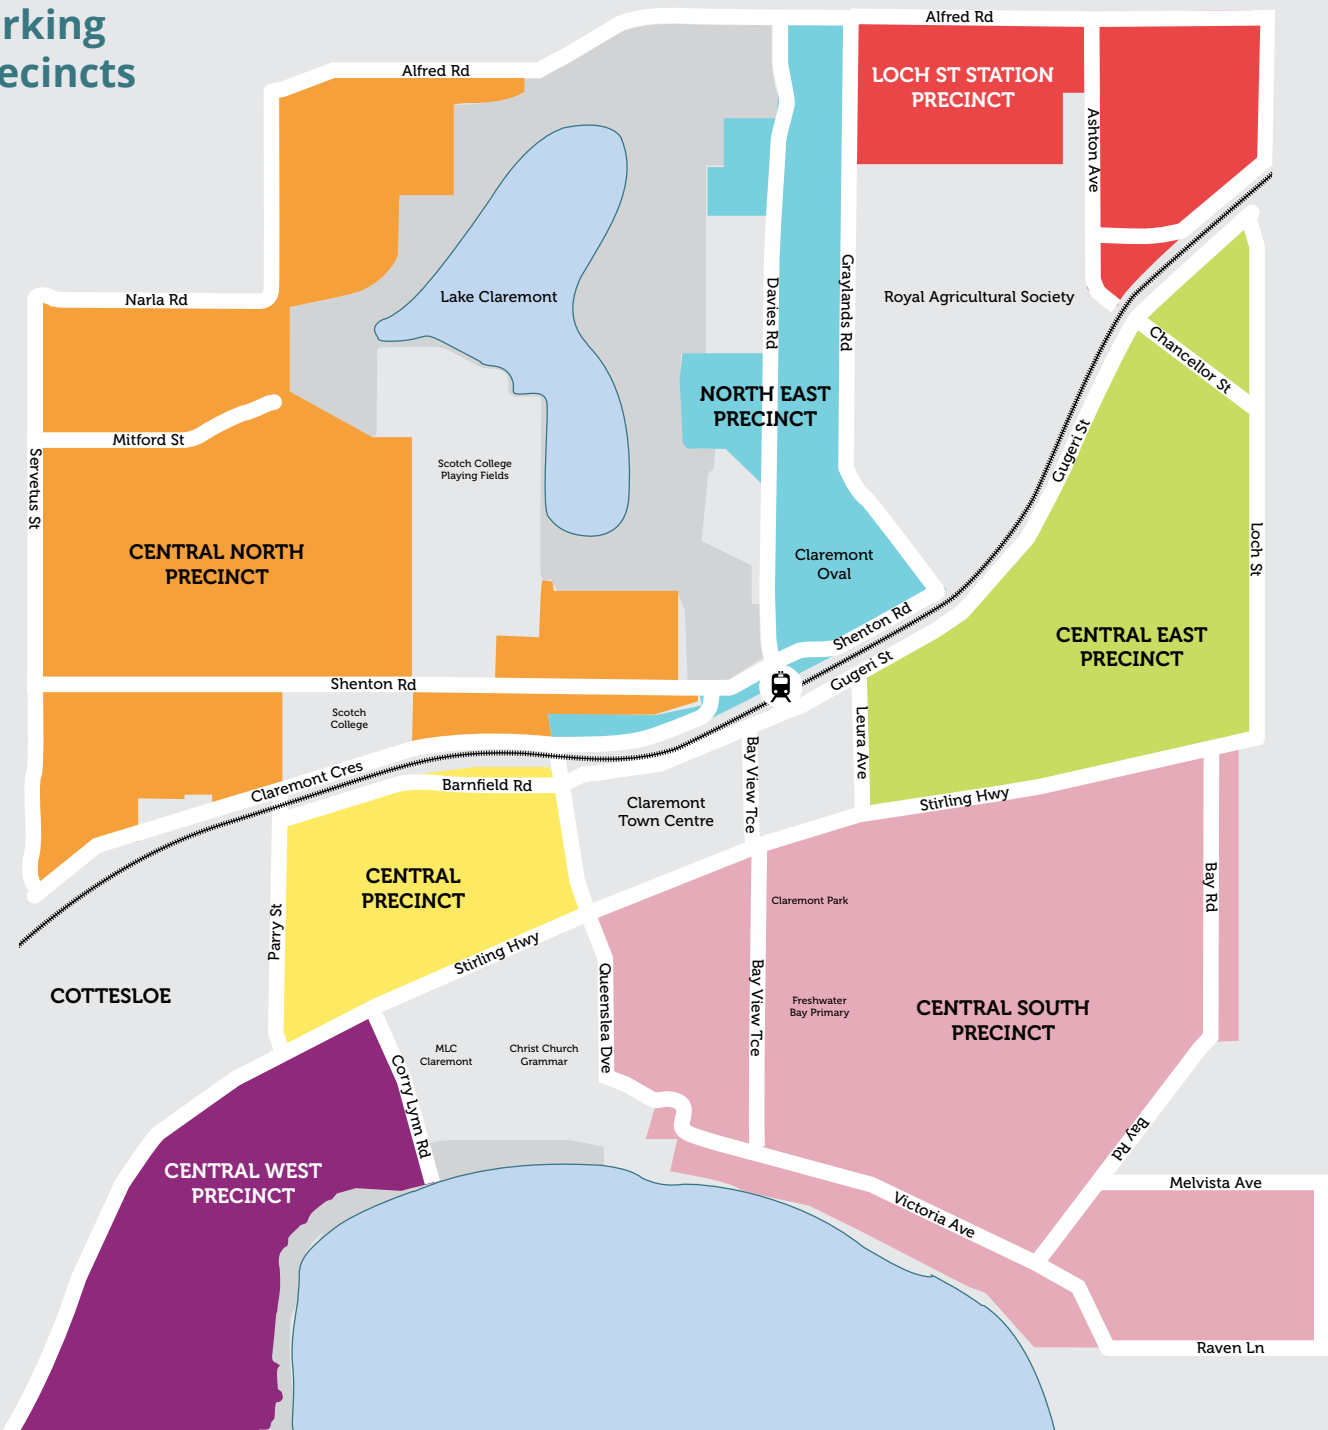 rking
ecincts
Alfred Rd
Alfred Rd
LOCH ST STATION
PRECINCT
Ashton Ave
Narla Rd
Lake Claremont
Davies Rd
Graylands Rd
Royal Agricultural Society
Chancellor St
NORTH EAST
PRECINCT
Mitford St
Servetus St
Scotch College
Playing Fields
Gugeri St
Loch St
CENTRAL NORTH
PRECINCT
Claremont
Oval
Shenton Rd
CENTRAL EAST
PRECINCT
Gugeri St
Shenton Rd
Scotch
College
Leura Ave
Bay View Tce
Claremont Cres
Barnfield Rd
Claremont
Town Centre
Stirling Hwy
CENTRAL
PRECINCT
Claremont Park
Bay Rd
Parry St
Stirling Hwy
COTTESLOE
Queenslea Dve
Bay View Tce
Freshwater
Bay Primary
CENTRAL SOUTH
PRECINCT
MLC
Claremont
Christ Church
Grammar
Corry Lynn Rd
Bay Rd
CENTRAL WEST
PRECINCT
Melvista Ave
Victoria Ave
Raven Ln